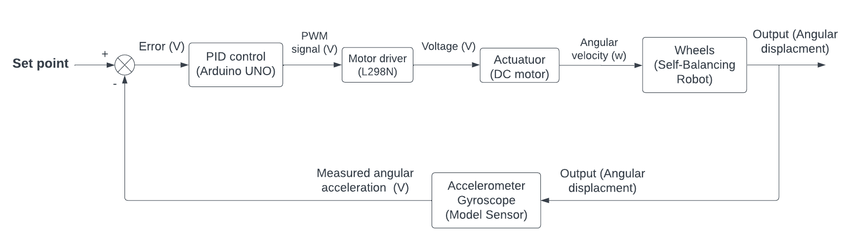 Set point
+
-
Error (V)
PID control
(Arduino UNO)
PWM
signal (V)
Motor driver
(L298N)
Voltage (V)
Actuatuor
(DC motor)
Angular
velocity (w)
Wheels
(Self-Balancing
Robot)
Output (Angular
displacment)
Measured angular
acceleration (V)
Accelerometer
Gyroscope
(Model Sensor)
Output (Angular
displacment)